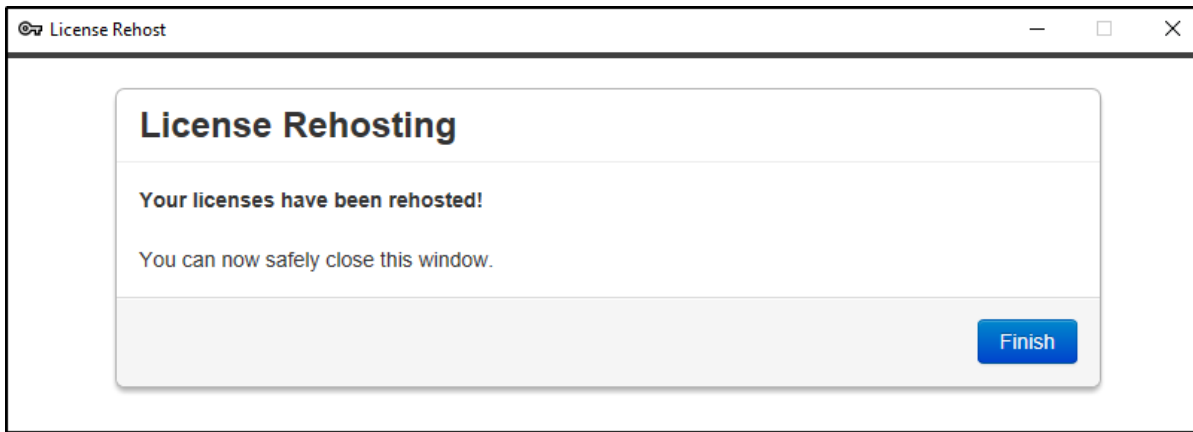 License Rehost
License Rehosting
Your licenses have been rehosted!
You can now safely close this window.
Finish